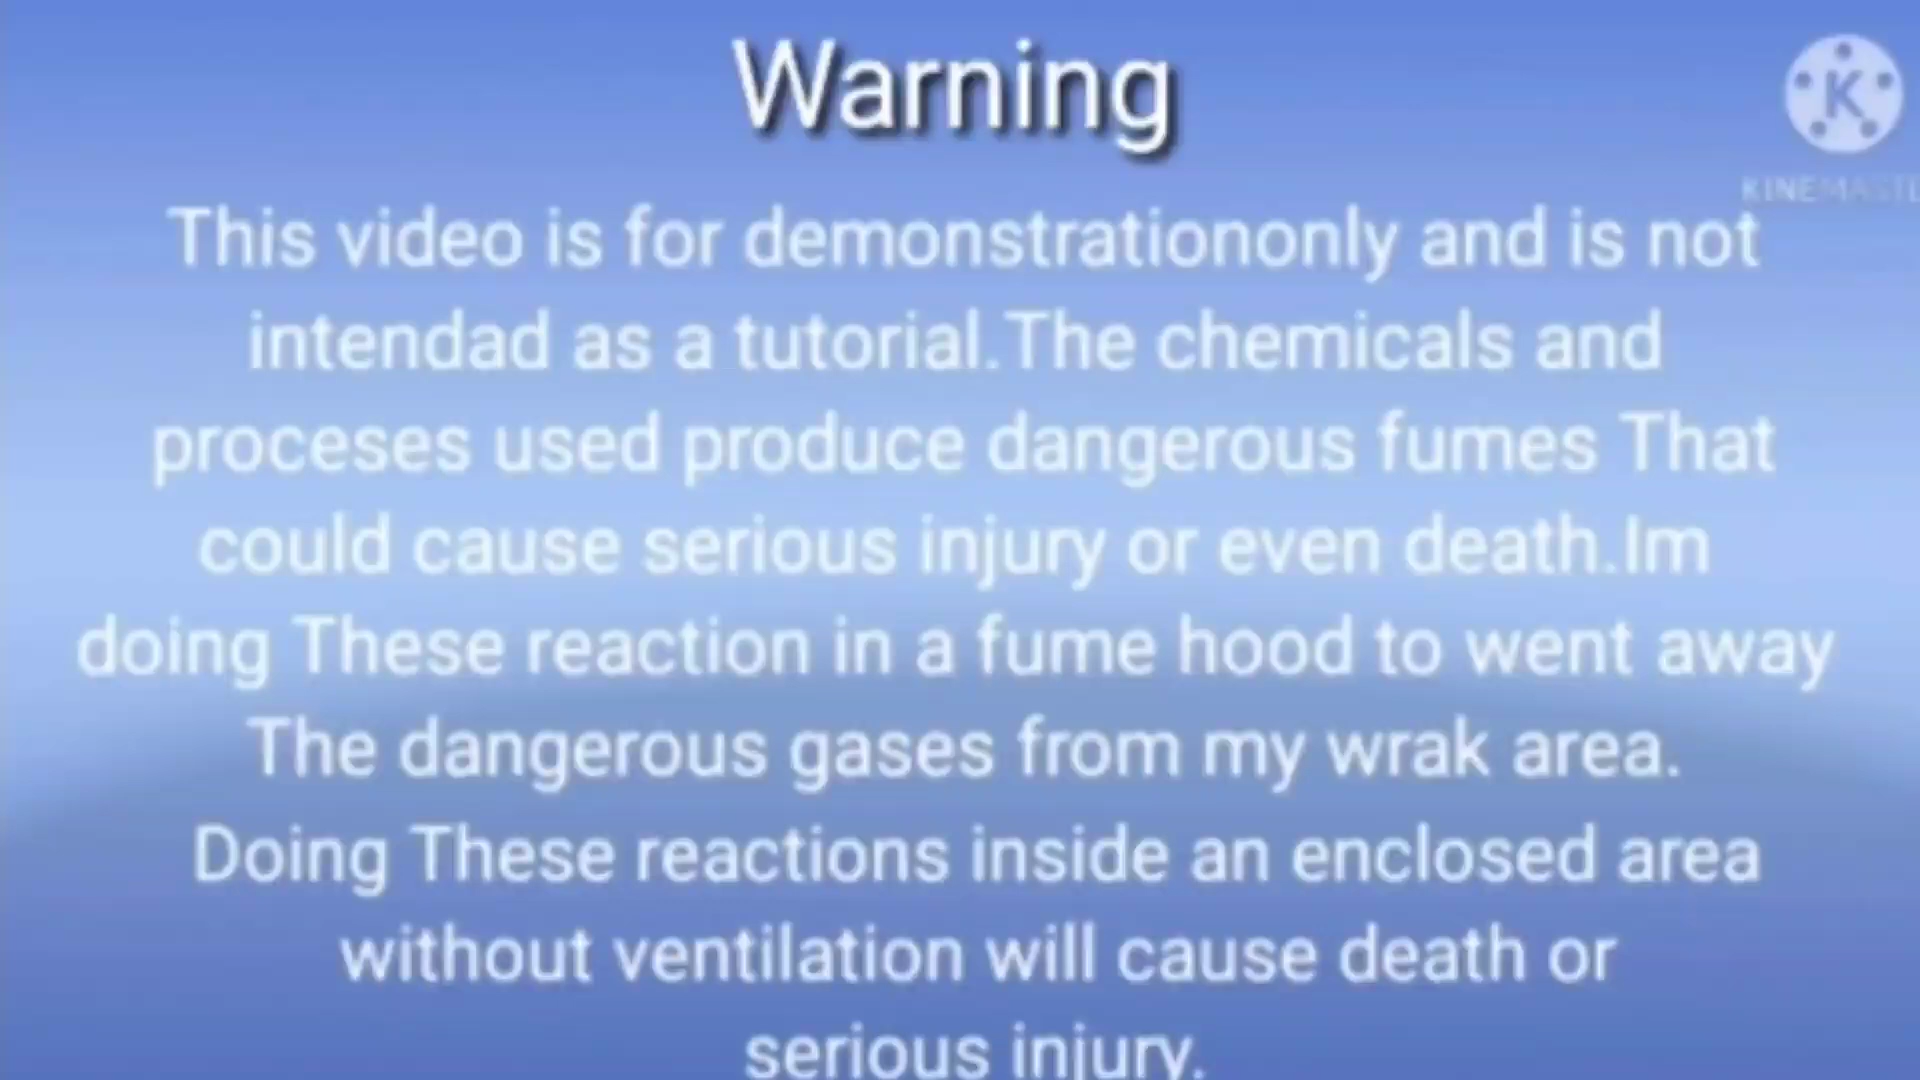 Warning
K
KINEMASTE
This video is for demonstrationonly and is not
intendad as a tutorial.The chemicals and
proceses used produce dangerous fumes That
could cause serious injury or even death.Im
doing These reaction in a fume hood to went away
The dangerous gases from my wrak area.
Doing These reactions inside an enclosed area
without ventilation will cause death or
serious injury.